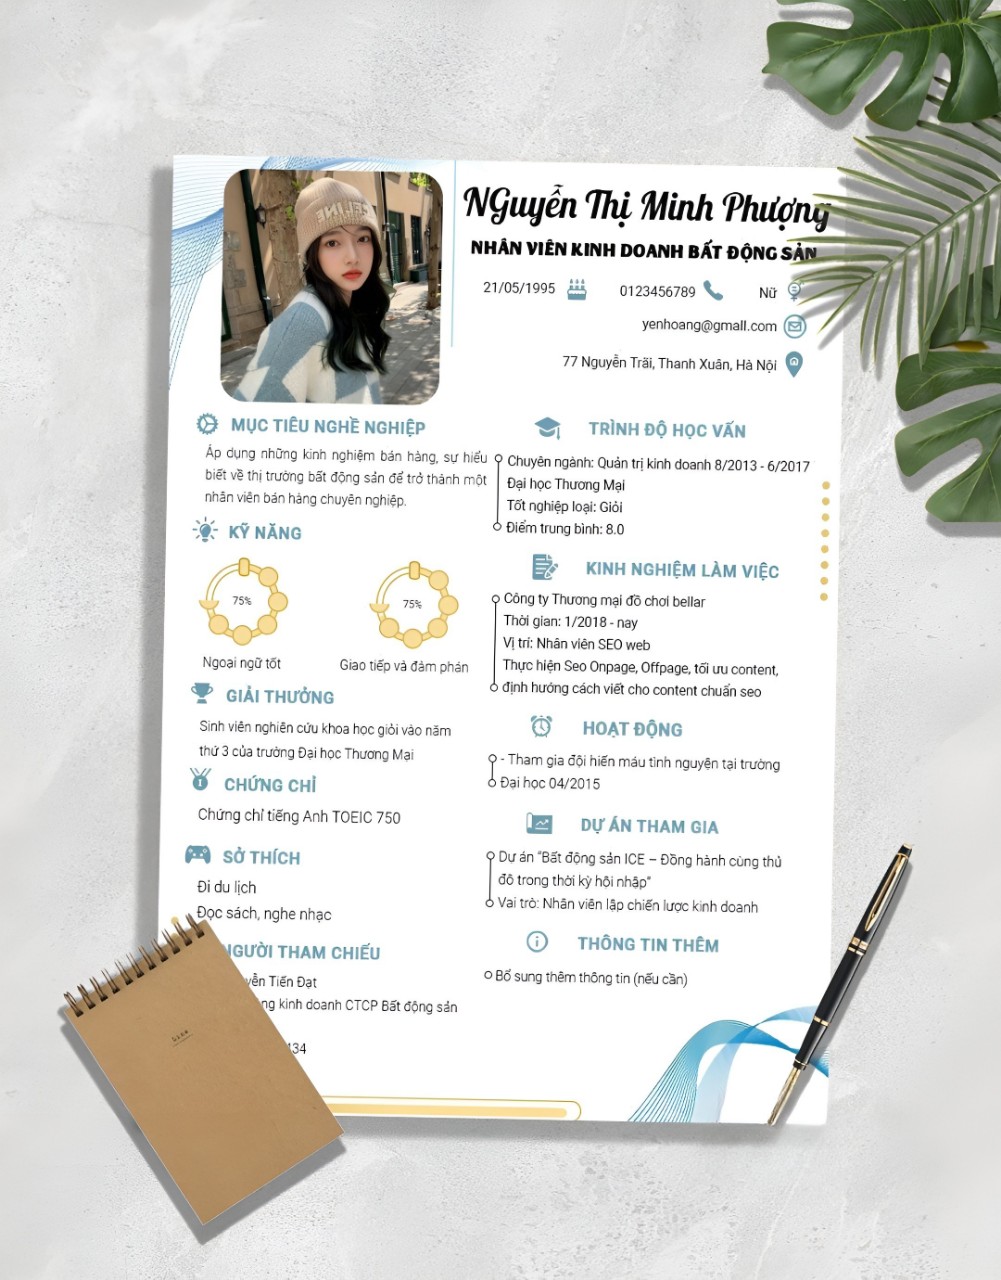 NGuyễn Thị Minh Phượng
NHÂN VIÊN KINH DOANH BẤT ĐỘNG SẢN
21/05/1995
0123456789
Nữ
yenhoang@gmall.com
77 Nguyễn Trãi, Thanh Xuân, Hà Nội
MỤC TIÊU NGHỀ NGHIỆP
Áp dụng những kinh nghiệm bán hàng, sự hiểu
biết về thị trường bất động sản để trở thành một
nhân viên bán hàng chuyên nghiệp.
KỸ NĂNG
75%
75%
Ngoại ngữ tốt
Giao tiếp và đàm phán
GIẢI THƯỞNG
Sinh viên nghiên cứu khoa học giỏi vào năm
thứ 3 của trường Đại học Thương Mại
CHỨNG CHỈ
Chứng chỉ tiếng Anh TOEIC 750
SỞ THÍCH
Đi du lịch
Đọc sách, nghe nhạc
GƯỜI THAM CHIẾU
yễn Tiến Đạt
ng kinh doanh CTCP Bất động sản
434
TRÌNH ĐỘ HỌC VẤN
Chuyên ngành: Quản trị kinh doanh 8/2013 - 6/2017
Đại học Thương Mại
Tốt nghiệp loại: Giỏi
Điểm trung bình: 8.0
KINH NGHIỆM LÀM VIỆC
Công ty Thương mại đồ chơi bellar
Thời gian: 1/2018 - nay
Vị trí: Nhân viên SEO web
Thực hiện Seo Onpage, Offpage, tối ưu content,
định hướng cách viết cho content chuẩn seo
HOẠT ĐỘNG
- Tham gia đội hiến máu tình nguyện tại trường
Đại học 04/2015
DỰ ÁN THAM GIA
Dự án “Bất động sản ICE – Đồng hành cùng thủ
đô trong thời kỳ hội nhập”
Vai trò: Nhân viên lập chiến lược kinh doanh
THÔNG TIN THÊM
Bổ sung thêm thông tin (nếu cần)